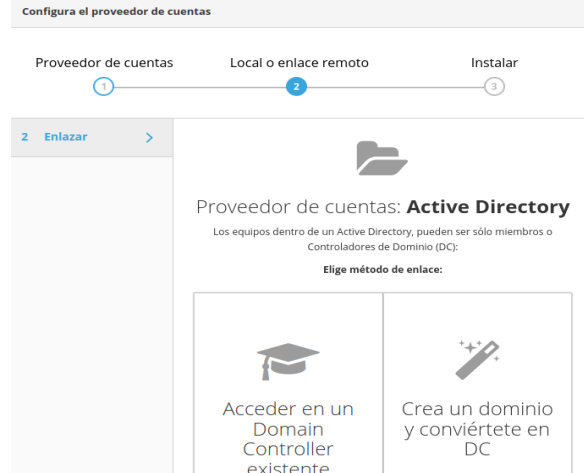 Configura el proveedor de cuentas
Proveedor de cuentas
Local o enlace remoto
Instalar
1
2
3
2 Enlazar
Proveedor de cuentas: Active Directory
Los equipos dentro de un Active Directory, pueden ser sólo miembros o
Controladores de Dominio (DC):
Elige método de enlace:
Acceder en un
Domain
Controller
existente
Crea un dominio
y conviértete en
DC